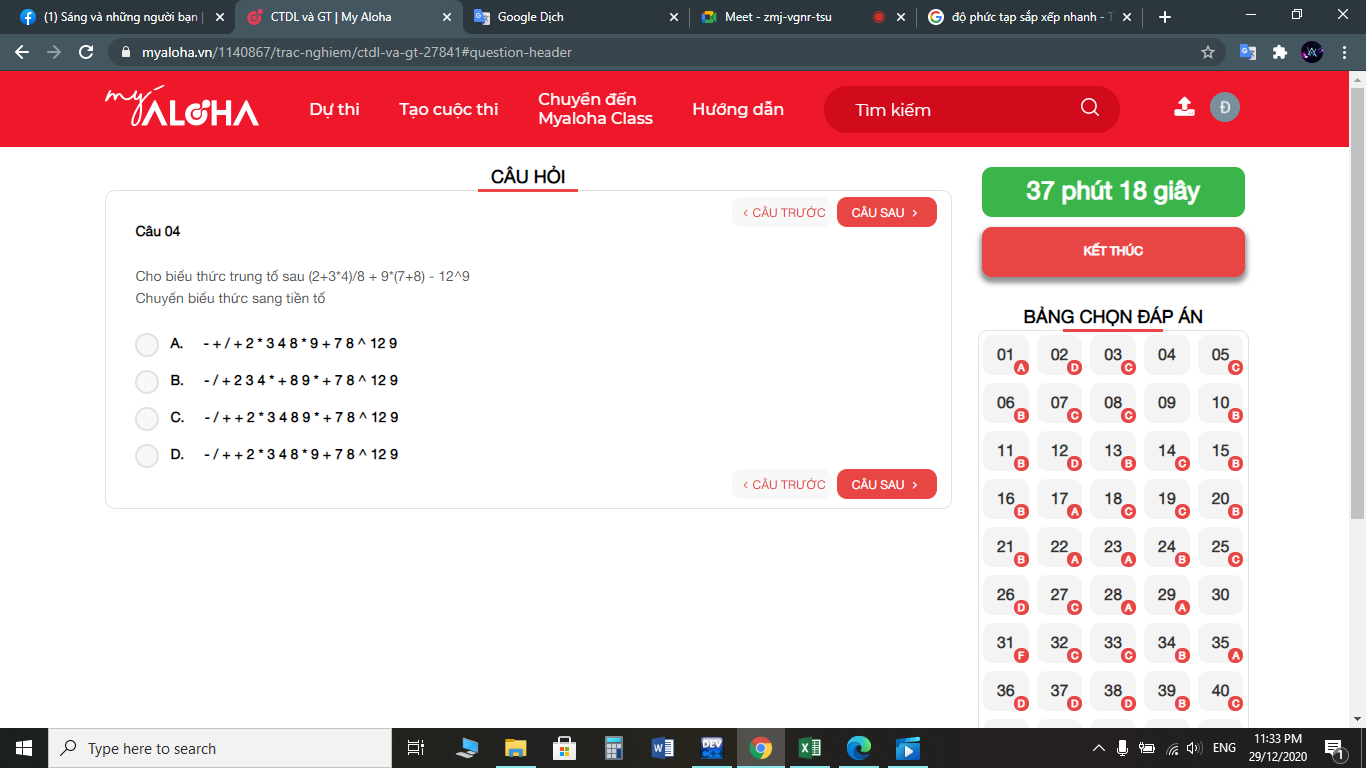 (1) Sáng và những người bạn |
CTDL và GT | My Aloha
Google Dịch
Meet - zmj-vgnr-tsu
độ phức tạp sắp xếp nhanh - T
myaloha.vn/1140867/trac-nghiem/ctdl-va-gt-27841#question-header
my ALOHA
Dự thi
Tạo cuộc thi
Chuyển đến
Myaloha Class
Hướng dẫn
Tìm kiếm
Đ
CÂU HỎI
CÂU TRƯỚC
CÂU SAU
Câu 04
Cho biểu thức trung tố sau (2+3*4)/8 + 9*(7+8) - 12^9
Chuyển biểu thức sang tiền tố
A. - + / + 2 * 3 4 8 * 9 + 7 8 ^ 12 9
B. - / + 2 3 4 * + 8 9 * + 7 8 ^ 12 9
C. - / + + 2 * 3 4 8 9 * + 7 8 ^ 12 9
D. - / + + 2 * 3 4 8 * 9 + 7 8 ^ 12 9
CÂU TRƯỚC
CÂU SAU
37 phút 18 giây
KẾT THÚC
BẢNG CHỌN ĐÁP ÁN
01 A 02 D 03 C 04 05 C
06 B 07 C 08 C 09 10 B
11 B 12 D 13 B 14 C 15 B
16 B 17 A 18 C 19 C 20 B
21 B 22 A 23 A 24 B 25 C
26 D 27 C 28 A 29 A 30
31 F 32 C 33 C 34 B 35 A
36 D 37 D 38 D 39 B 40 C
Type here to search
DEV
ENG
11:33 PM
29/12/2020
1